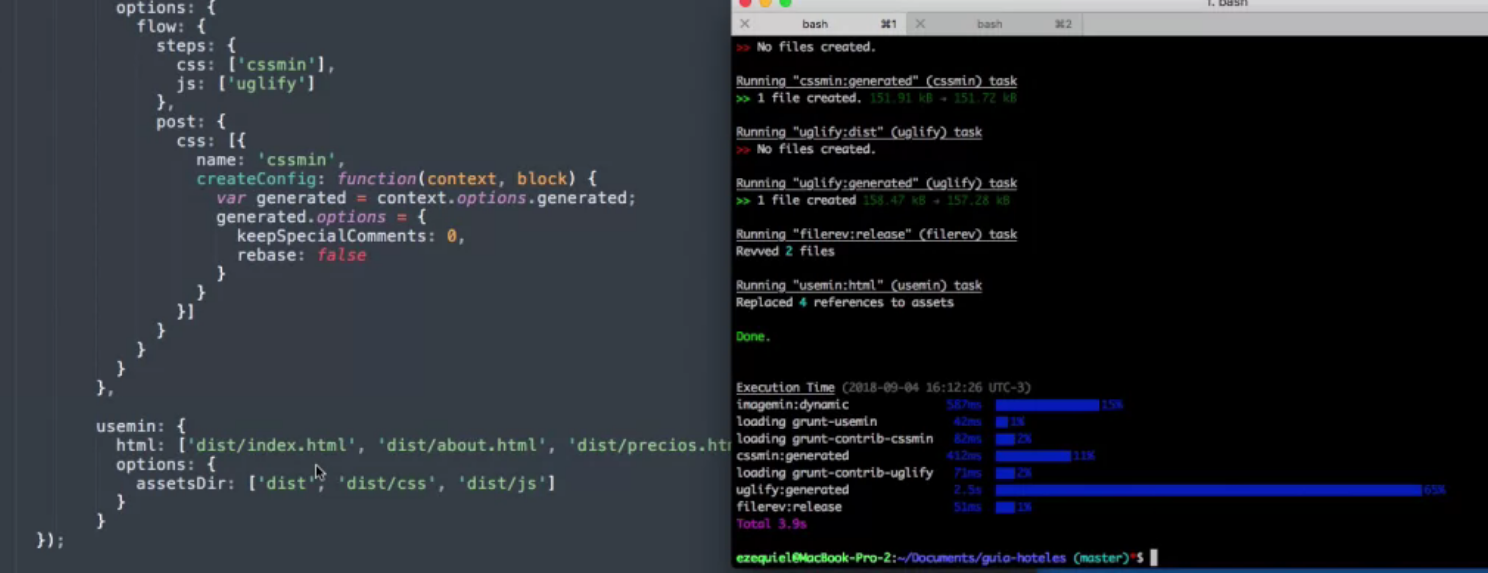 options: {
flow: {
steps: {
css: ['cssmin'],
js: ['uglify']
},
post: {
css: [{
name: 'cssmin',
createConfig: function(context, block) {
var generated = context.options.generated;
generated.options = {
keepSpecialComments: 0,
rebase: false
}
}
}]
}
}
}
},
usemin: {
html: ['dist/index.html', 'dist/about.html', 'dist/precios.htm
options: {
assetsDir: ['dist', 'dist/css', 'dist/js']
}
}
});
1. bash
bash ⌘1 bash ⌘2
>> No files created.
Running "cssmin:generated" (cssmin) task
>> 1 file created. 151.91 kB → 151.72 kB
Running "uglify:dist" (uglify) task
>> No files created.
Running "uglify:generated" (uglify) task
>> 1 file created 158.47 kB → 157.28 kB
Running "filerev:release" (filerev) task
Revved 2 files
Running "usemin:html" (usemin) task
Replaced 4 references to assets
Done.
Execution Time (2018-09-04 16:12:26 UTC-3)
imagemin:dynamic 587ms 15%
loading grunt-usemin 42ms 1%
loading grunt-contrib-cssmin 82ms 2%
cssmin:generated 412ms 11%
loading grunt-contrib-uglify 71ms 2%
uglify:generated 2.5s 65%
filerev:release 51ms 1%
Total 3.9s
ezequiel@MacBook-Pro-2:~/Documents/guia-hoteles (master)*$